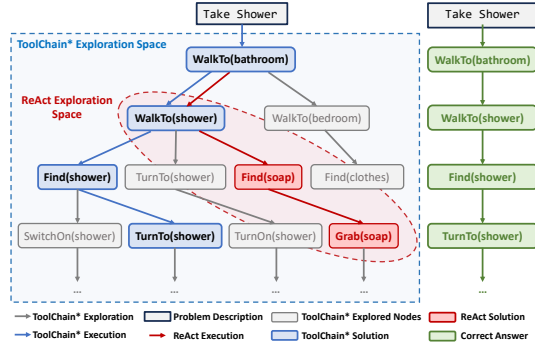 Take Shower
Take Shower
ToolChain* Exploration Space
WalkTo(bathroom)
WalkTo(bathroom)
ReAct Exploration
Space
WalkTo(shower)
WalkTo(bedroom)
WalkTo(shower)
Find(shower)
TurnTo(shower)
Find(soap)
Find(clothes)
Find(shower)
SwitchOn(shower)
TurnTo(shower)
TurnOn(shower)
Grab(soap)
TurnTo(shower)
...
...
...
...
...
ToolChain* Exploration
Problem Description
ToolChain* Explored Nodes
ReAct Solution
ToolChain* Execution
ReAct Execution
ToolChain* Solution
Correct Answer